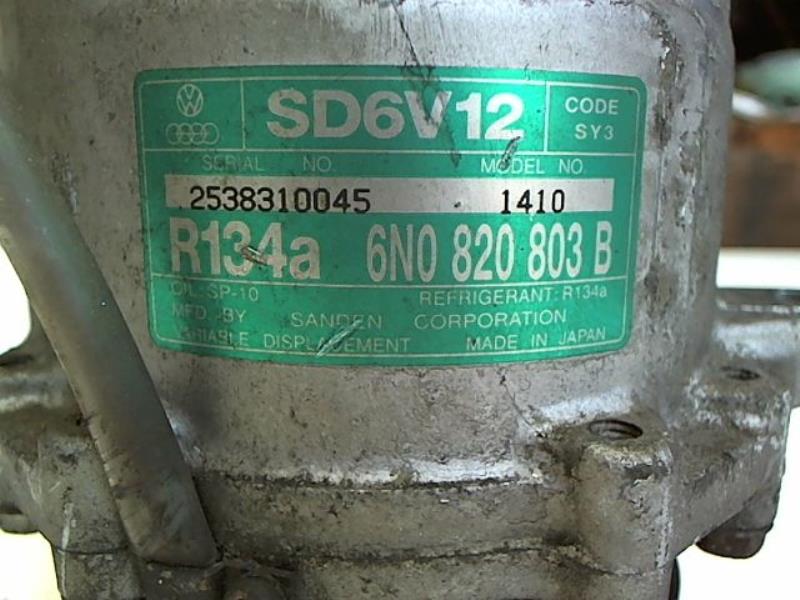 SD6V12
CODE
SY3
SERIAL NO. MODEL NO.
2538310045 1410
R134a 6N0 820 803 B
OIL: SP-10 REFRIGERANT: R134a
MFD. BY SANDEN CORPORATION
VARIABLE DISPLACEMENT MADE IN JAPAN